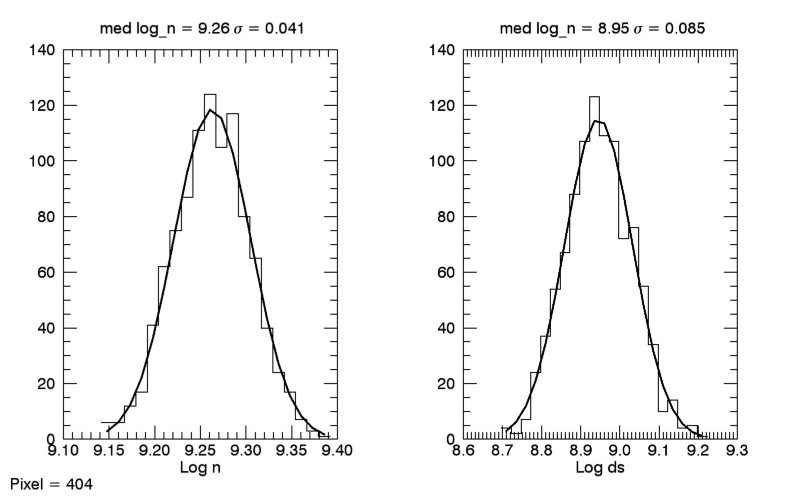 med log_n = 9.26 σ = 0.041
med log_n = 8.95 σ = 0.085
140
120
100
80
60
40
20
0
9.10 9.15 9.20 9.25 9.30 9.35 9.40
Log n
140
120
100
80
60
40
20
0
8.6 8.7 8.8 8.9 9.0 9.1 9.2 9.3
Log ds
Pixel = 404